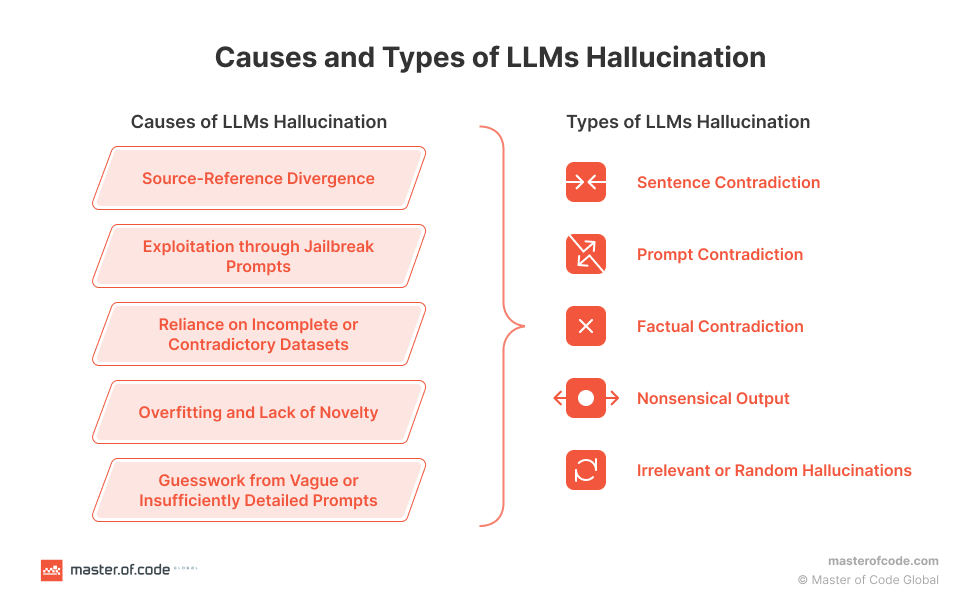 Causes and Types of LLMs Hallucination
Causes of LLMs Hallucination
Source-Reference Divergence
Exploitation through Jailbreak
Prompts
Reliance on Incomplete or
Contradictory Datasets
Overfitting and Lack of Novelty
Guesswork from Vague or
Insufficiently Detailed Prompts
Types of LLMs Hallucination
Sentence Contradiction
Prompt Contradiction
Factual Contradiction
Nonsensical Output
Irrelevant or Random Hallucinations
master.of.code GLOBAL
masterofcode.com
© Master of Code Global